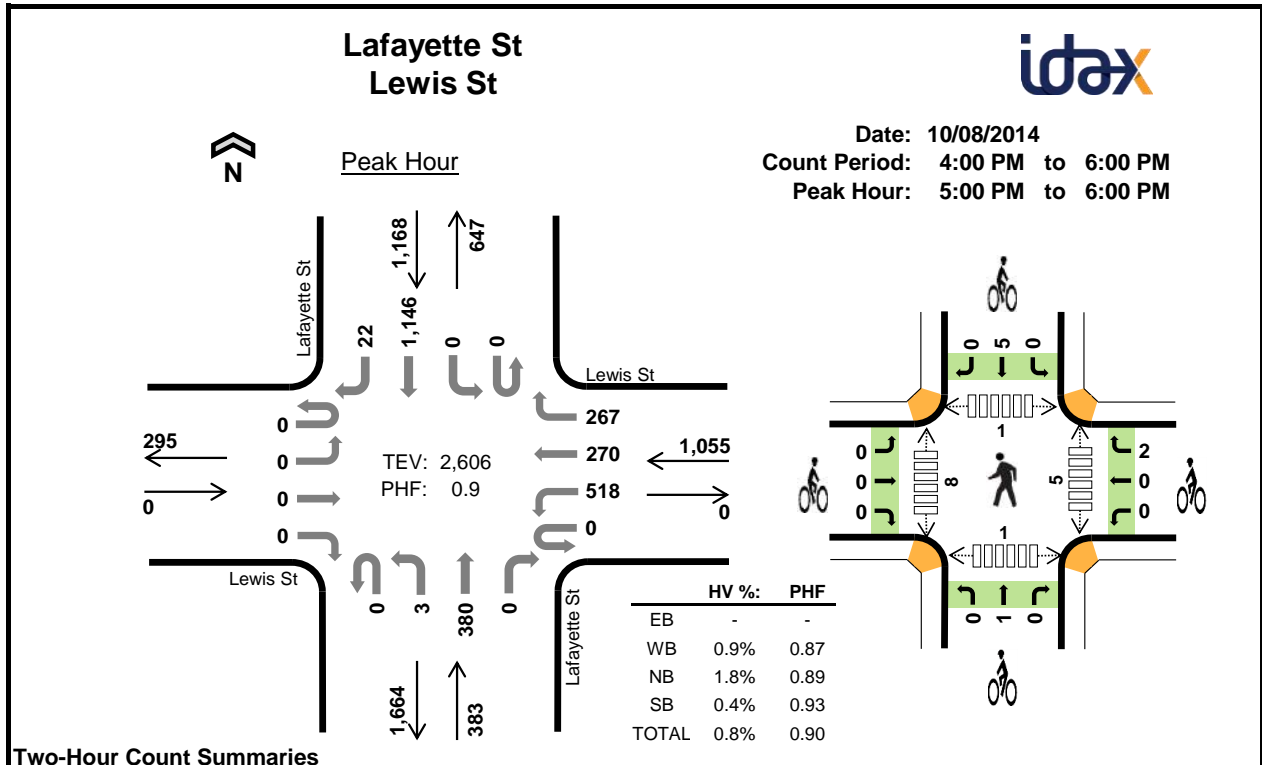 Lafayette St
Lewis St
idax
N
Peak Hour
Date: 10/08/2014
Count Period: 4:00 PM to 6:00 PM
Peak Hour: 5:00 PM to 6:00 PM
1,168
647
Lafayette St
22
1,146
0
0
Lewis St
267
270
518
0
1,055
0
295
0
0
0
0
0
TEV: 2,606
PHF: 0.9
Lewis St
0
3
380
0
Lafayette St
1,664
383
HV %: PHF
EB - -
WB 0.9% 0.87
NB 1.8% 0.89
SB 0.4% 0.93
TOTAL 0.8% 0.90
0 5 0
1
0
0
0
8
5
2
0
0
1
0 1 0
Two-Hour Count Summaries